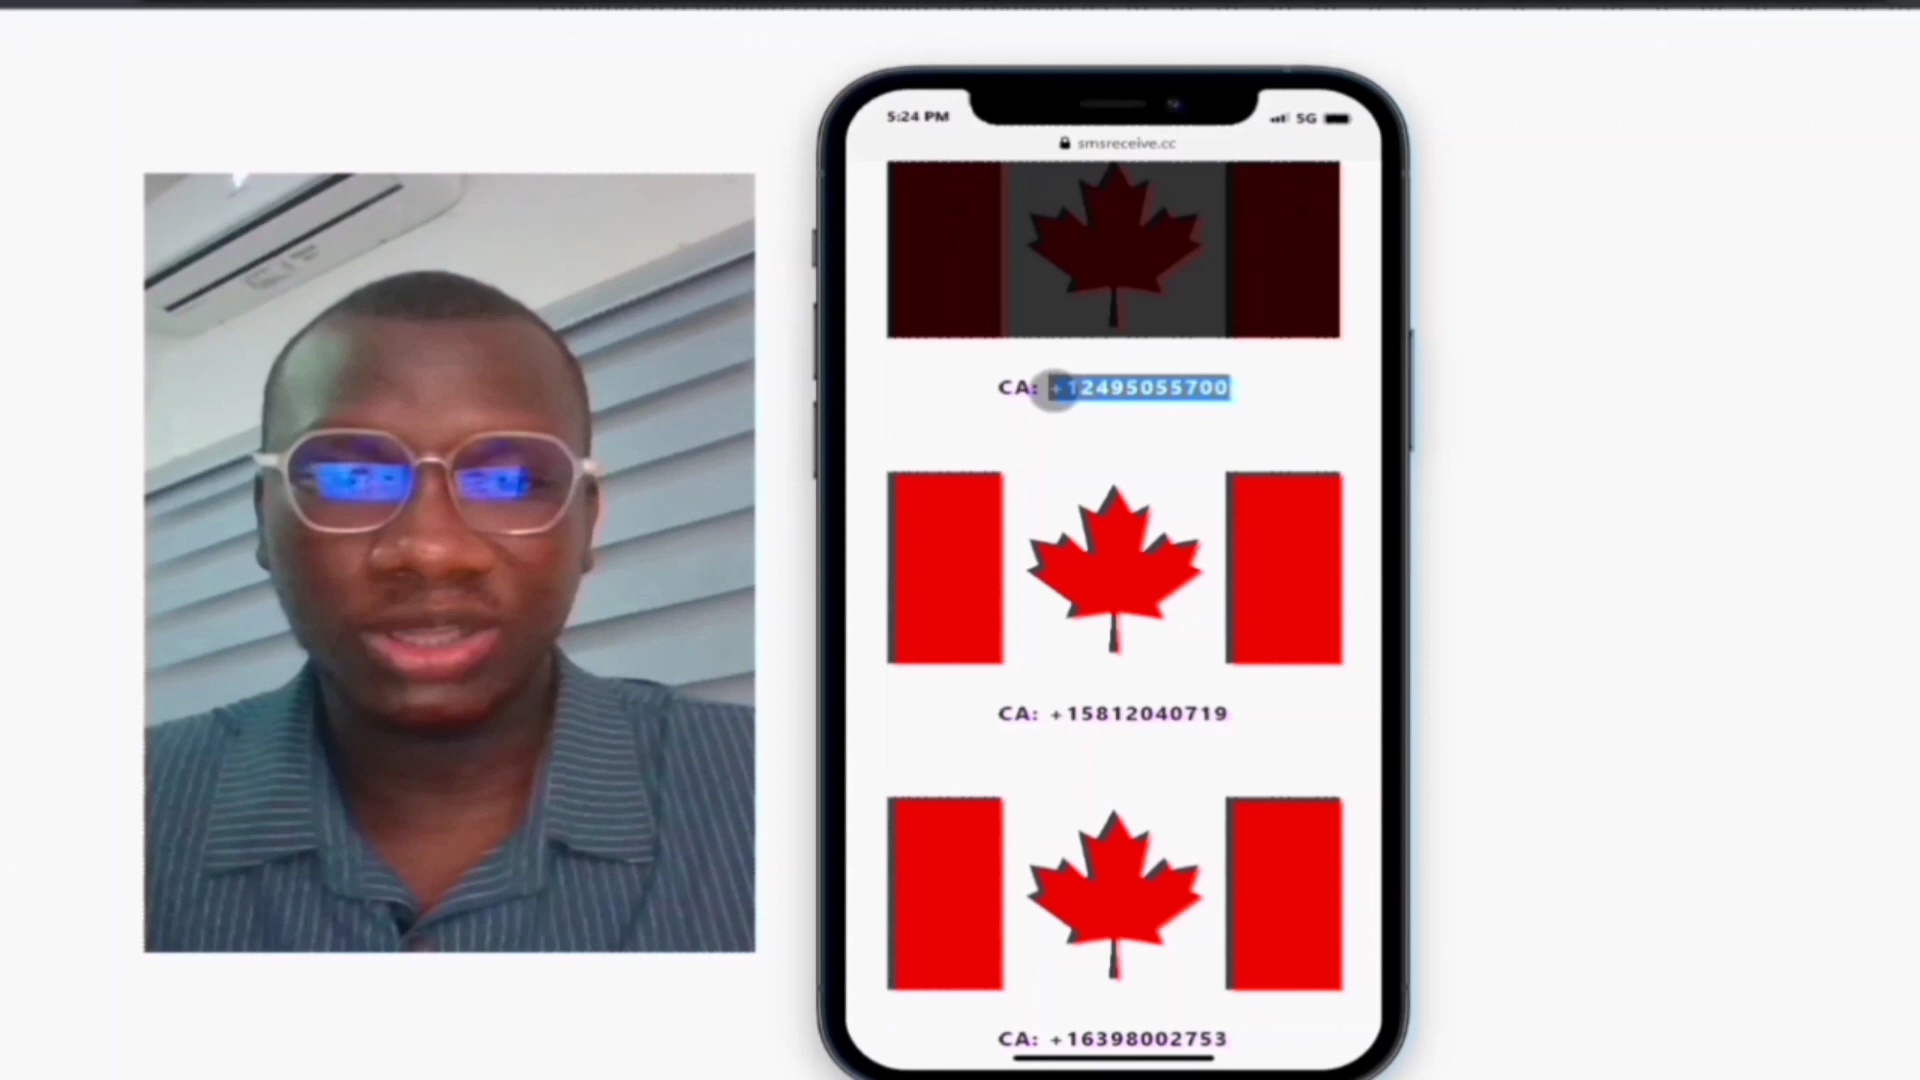 5:24 PM
5G
smsreceive.cc
CA: +12495055700
CA: +15812040719
CA: +16398002753